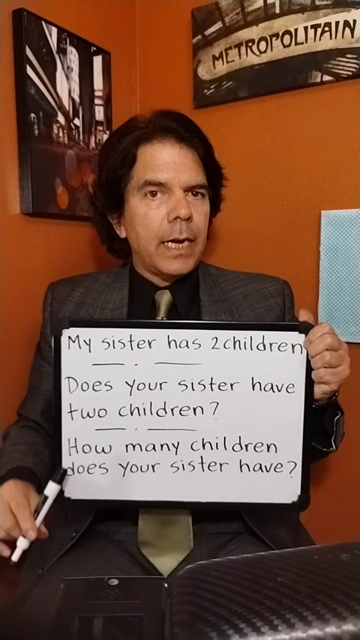 METROPOLITAIN
My sister has 2 children
Does your sister have
two children?
How many children
does your sister have?